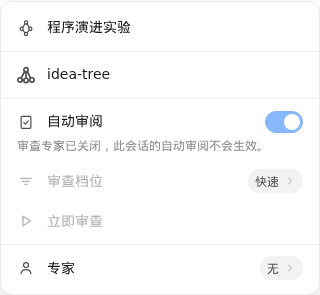 程序演进实验
idea-tree
自动审阅
审查专家已关闭，此会话的自动审阅不会生效。
审查档位 快速
立即审查
专家 无